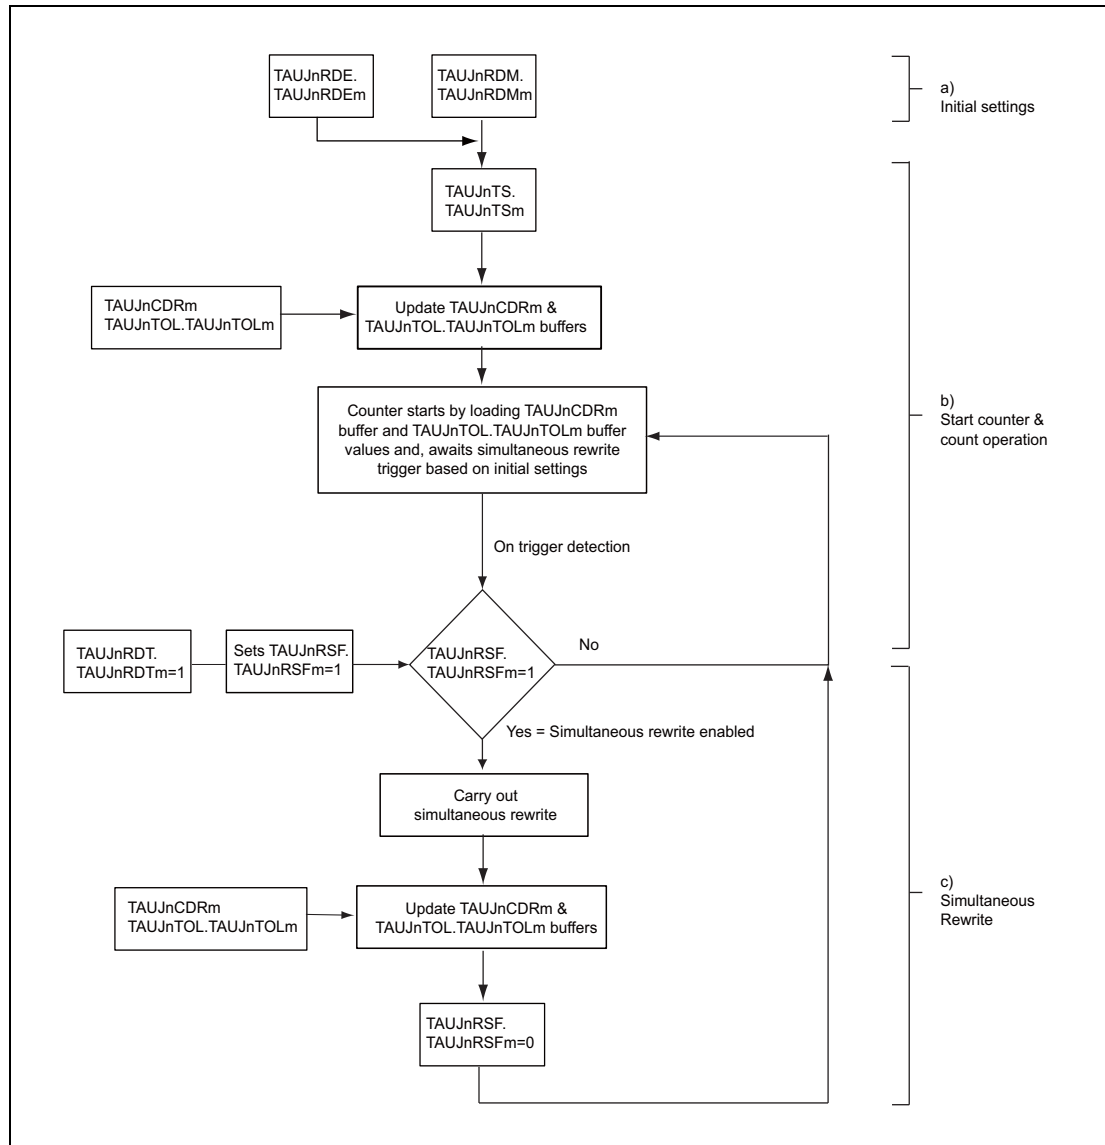 TAUJnRDE.
TAUJnRDEm
TAUJnRDM.
TAUJnRDMm
a)
Initial settings
TAUJnTS.
TAUJnTSm
TAUJnCDRm
TAUJnTOL.TAUJnTOLm
Update TAUJnCDRm &
TAUJnTOL.TAUJnTOLm buffers
Counter starts by loading TAUJnCDRm
buffer and TAUJnTOL.TAUJnTOLm buffer
values and, awaits simultaneous rewrite
trigger based on initial settings
b)
Start counter &
count operation
On trigger detection
TAUJnRDT.
TAUJnRDTm=1
Sets TAUJnRSF.
TAUJnRSFm=1
TAUJnRSF.
TAUJnRSFm=1
No
Yes = Simultaneous rewrite enabled
Carry out
simultaneous rewrite
TAUJnCDRm
TAUJnTOL.TAUJnTOLm
Update TAUJnCDRm &
TAUJnTOL.TAUJnTOLm buffers
c)
Simultaneous
Rewrite
TAUJnRSF.
TAUJnRSFm=0